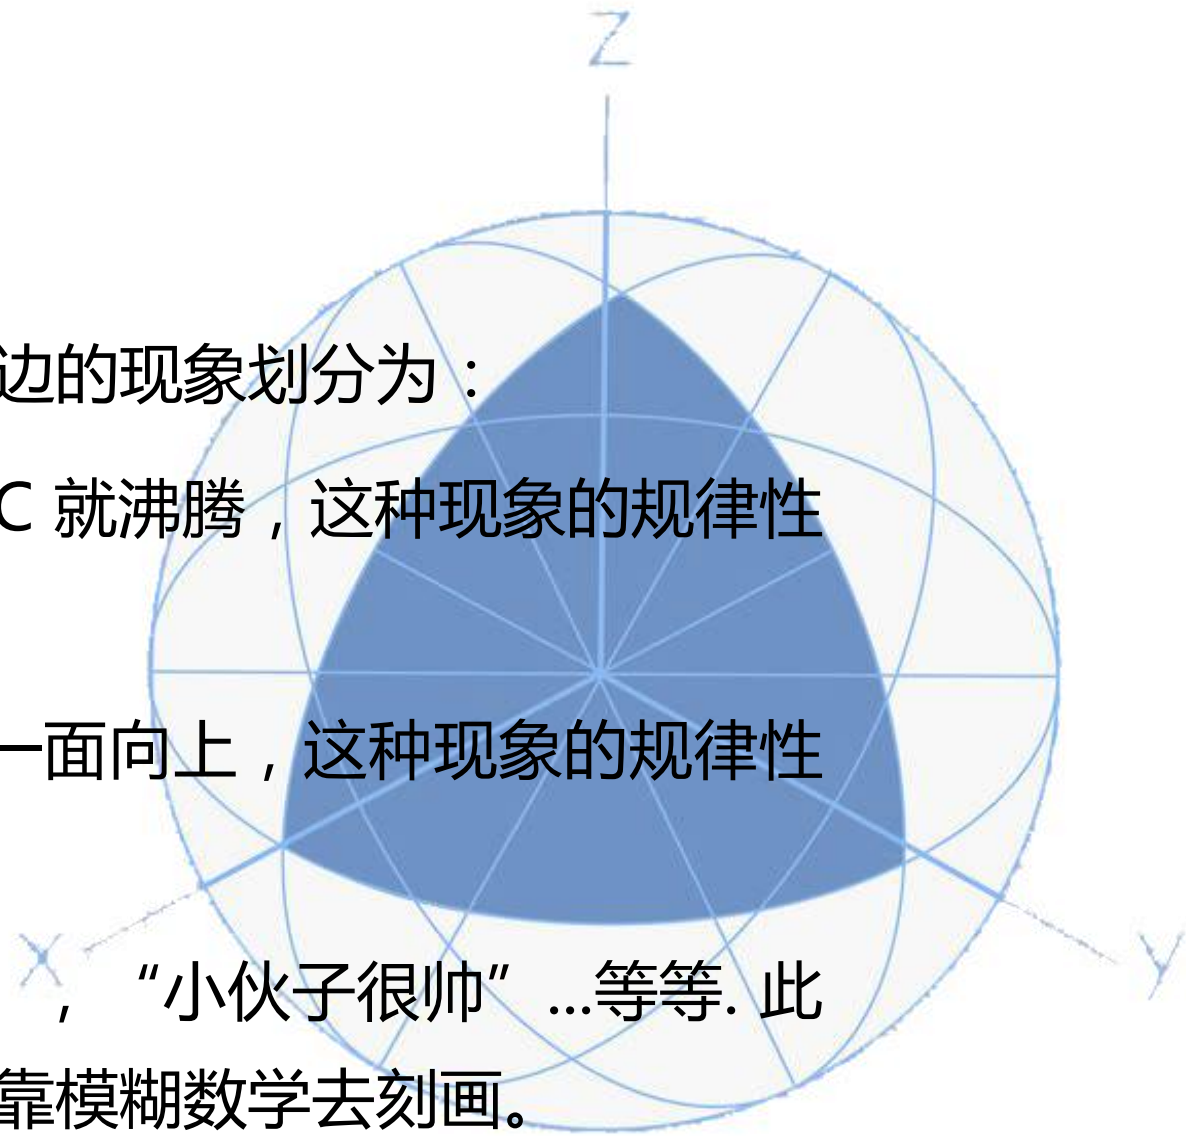 Z
边的现象划分为：
C 就沸腾，这种现象的规律性
一面向上，这种现象的规律性
X
Y
，“小伙子很帅”...等等. 此
靠模糊数学去刻画。